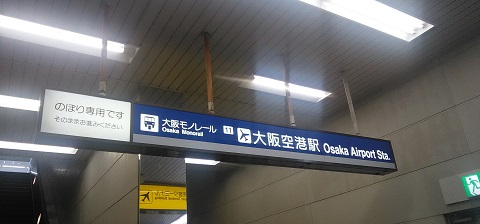 のぼり専用です
そのままお進みください
大阪モノレール
Osaka Monorail
11 大阪空港駅 Osaka Airport Sta.